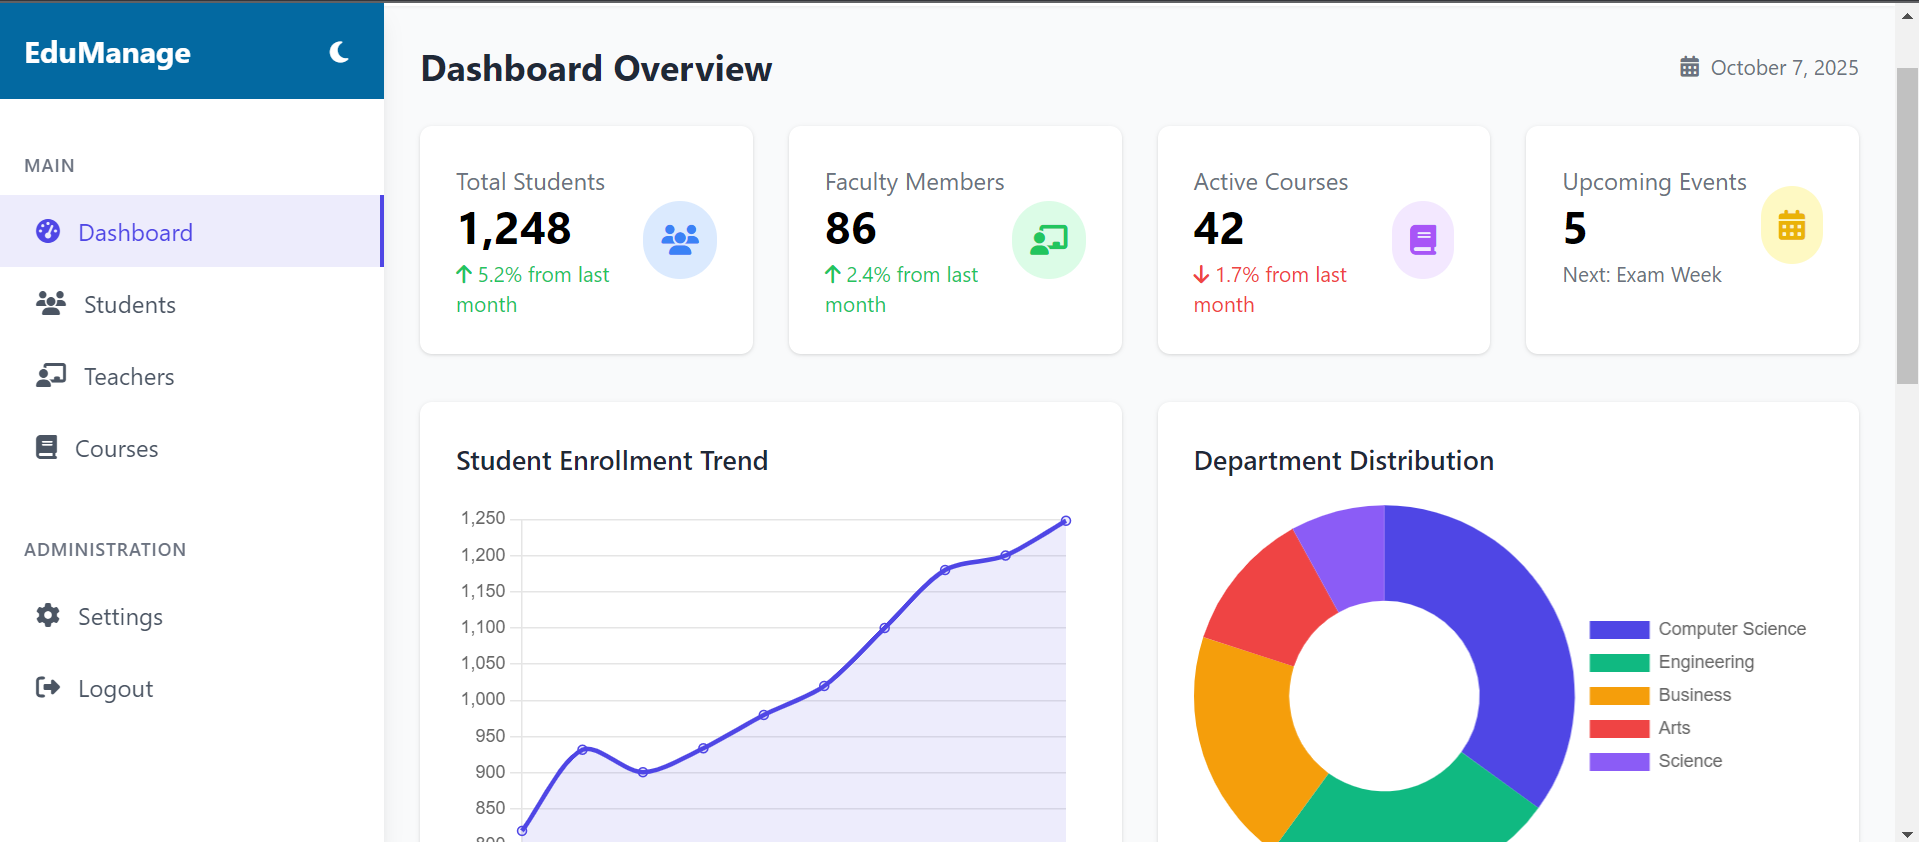 EduManage
MAIN
Dashboard
Students
Teachers
Courses
ADMINISTRATION
Settings
Logout
Dashboard Overview
October 7, 2025
Total Students
1,248
5.2% from last
month
Faculty Members
86
2.4% from last
month
Active Courses
42
1.7% from last
month
Upcoming Events
5
Next: Exam Week
Student Enrollment Trend
1,250
1,200
1,150
1,100
1,050
1,000
950
900
850
800
Department Distribution
Computer Science
Engineering
Business
Arts
Science